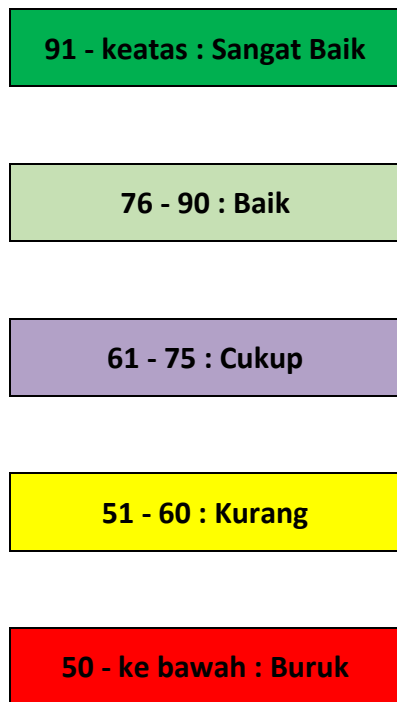 91 - keatas : Sangat Baik
76 - 90 : Baik
61 - 75 : Cukup
51 - 60 : Kurang
50 - ke bawah : Buruk